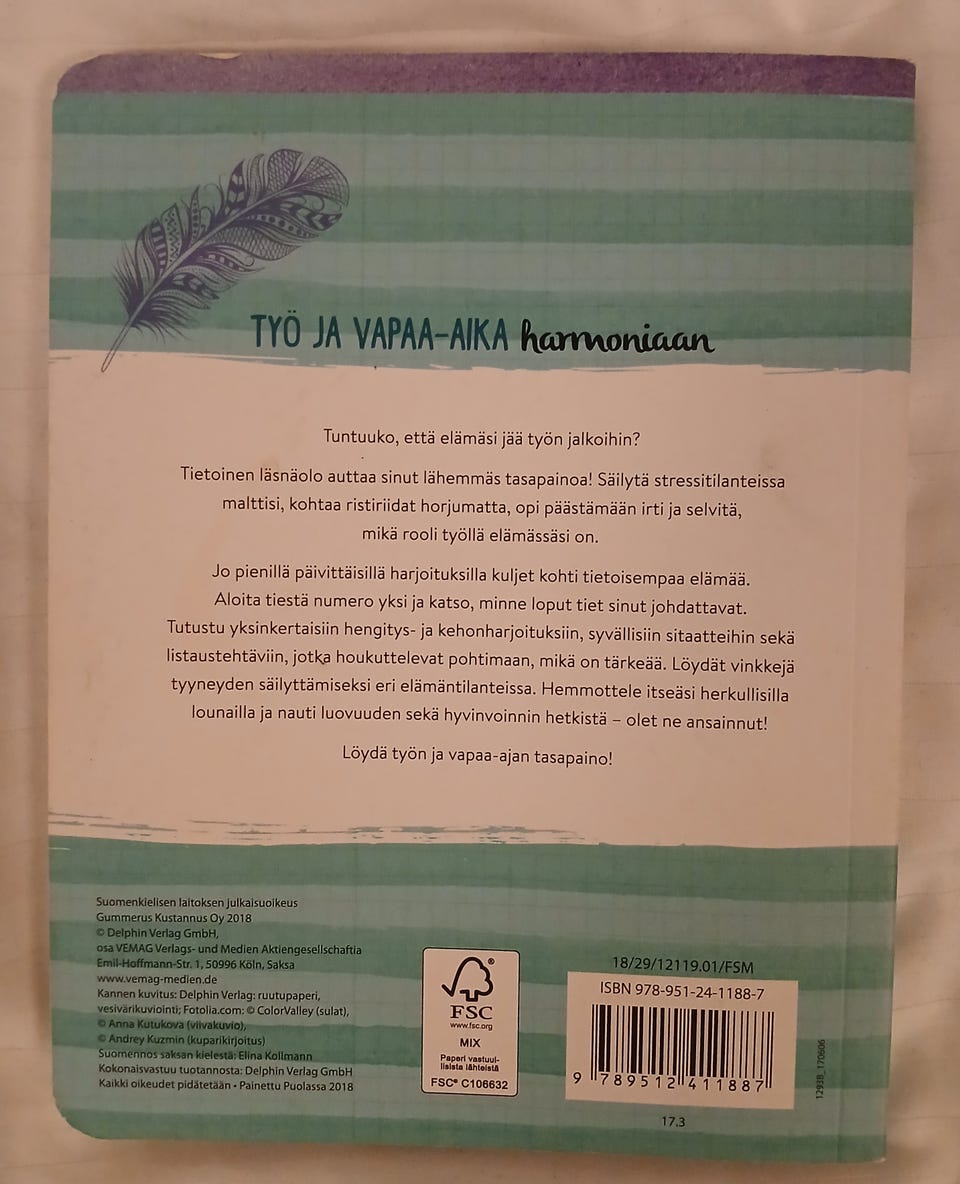 TYÖ JA VAPAA-AIKA harmoniaan
Tuntuuko, että elämäsi jää työn jalkoihin?
Tietoinen läsnäolo auttaa sinut lähemmäs tasapainoa! Säilytä stressitilanteissa
malttisi, kohtaa ristiriidat horjumatta, opi päästämään irti ja selvitä,
mikä rooli työllä elämässäsi on.
Jo pienillä päivittäisillä harjoituksilla kuljet kohti tietoisempaa elämää.
Aloita tiestä numero yksi ja katso, minne loput tiet sinut johdattavat.
Tutustu yksinkertaisiin hengitys- ja kehonharjoituksiin, syvällisiin sitaatteihin sekä
listaustehtäviin, jotka houkuttelevat pohtimaan, mikä on tärkeää. Löydät vinkkejä
tyyneyden säilyttämiseksi eri elämäntilanteissa. Hemmottele itseäsi herkullisilla
lounailla ja nauti luovuuden sekä hyvinvoinnin hetkistä – olet ne ansainnut!
Löydä työn ja vapaa-ajan tasapaino!
Suomenkielisen laitoksen julkaisuoikeus
Gummerus Kustannus Oy 2018
© Delphin Verlag GmbH,
osa VEMAG Verlags- und Medien Aktiengesellschaftia
Emil-Hoffmann-Str. 1, 50996 Köln, Saksa
www.vemag-medien.de
Kannen kuvitus: Delphin Verlag: ruutupaperi,
vesivärikuviointi; Fotolia.com: © ColorValley (sulat),
© Anna Kutukova (viivakuvio),
© Andrey Kuzmin (kuparikirjoitus)
Suomennos saksan kielestä: Elina Kollmann
Kokonaisvastuu tuotannosta: Delphin Verlag GmbH
Kaikki oikeudet pidätetään • Painettu Puolassa 2018
®
FSC
www.fsc.org
MIX
Paperi vastuul-
lisista lähteistä
FSC® C106632
18/29/12119.01/FSM
ISBN 978-951-24-1188-7
9 789512 411887
17.3
1293B_170606